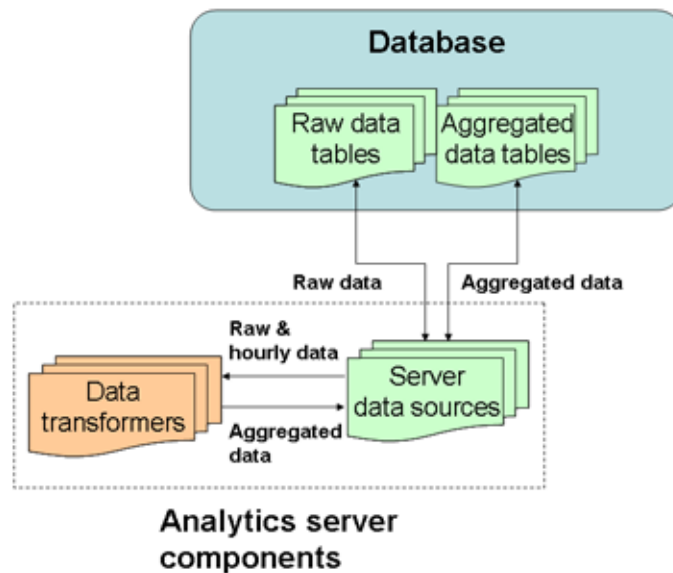 Database
Raw data
tables
Aggregated
data tables
Raw data
Aggregated data
Raw &
hourly data
Server
data sources
Data
transformers
Aggregated
data
Analytics server
components